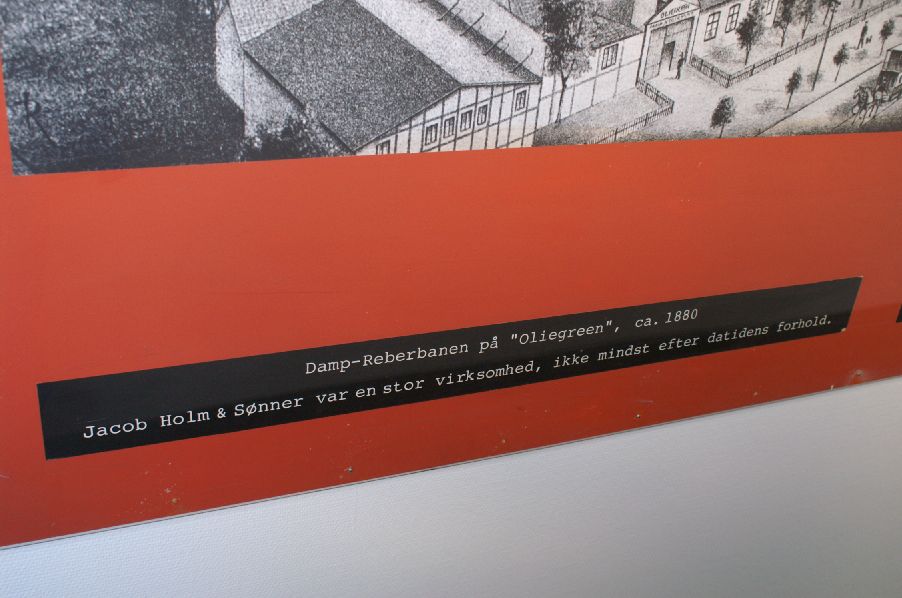 Damp-Reberbanen på "Oliegreen", ca. 1880
Jacob Holm & Sønner var en stor virksomhed, ikke mindst efter datidens forhold.